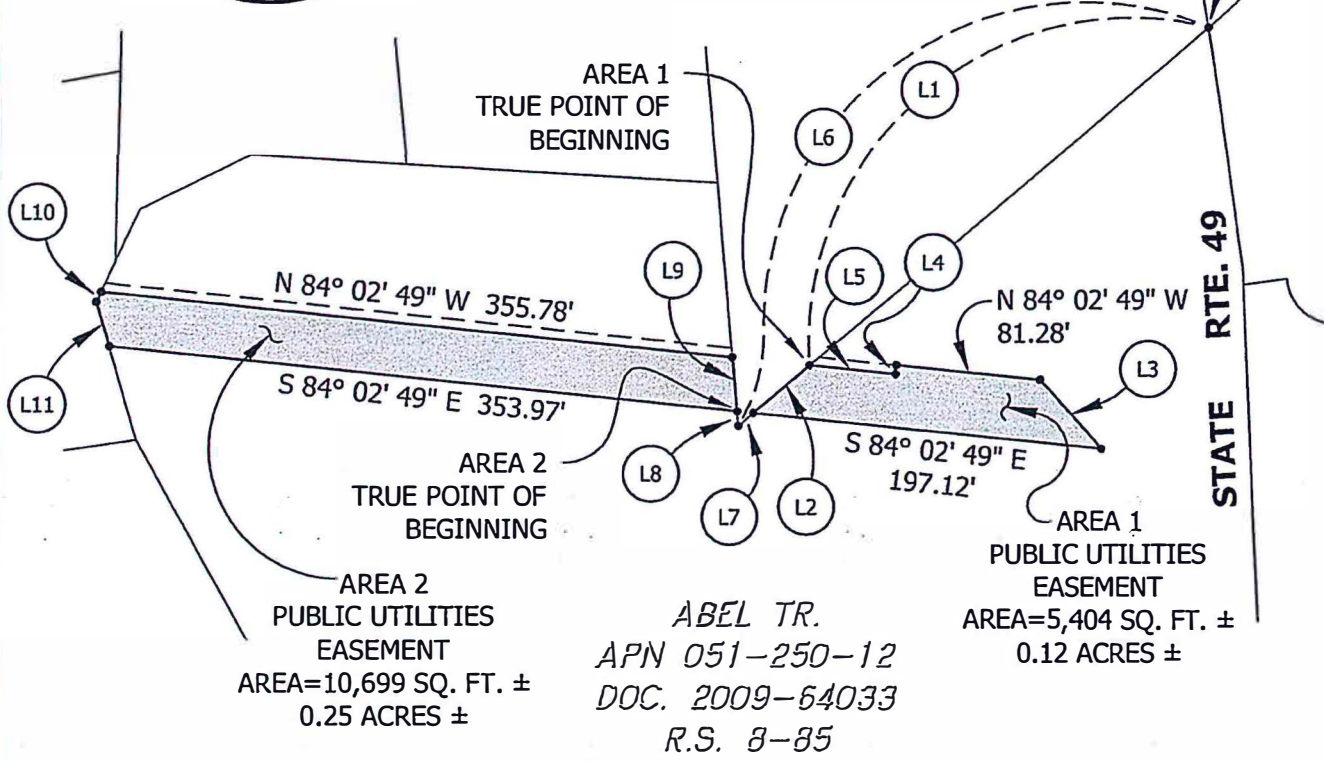 AREA 1
TRUE POINT OF
BEGINNING
L1
L6
L10
L9
L5
L4
N 84° 02' 49" W 355.78'
N 84° 02' 49" W
81.28'
L3
STATE RTE. 49
L11
S 84° 02' 49" E 353.97'
AREA 2
TRUE POINT OF
BEGINNING
L8
L7
L2
S 84° 02' 49" E
197.12'
AREA 1
PUBLIC UTILITIES
EASEMENT
AREA=5,404 SQ. FT. ±
0.12 ACRES ±
AREA 2
PUBLIC UTILITIES
EASEMENT
AREA=10,699 SQ. FT. ±
0.25 ACRES ±
ABEL TR.
APN 051-250-12
DOC. 2009-64033
R.S. 8-85